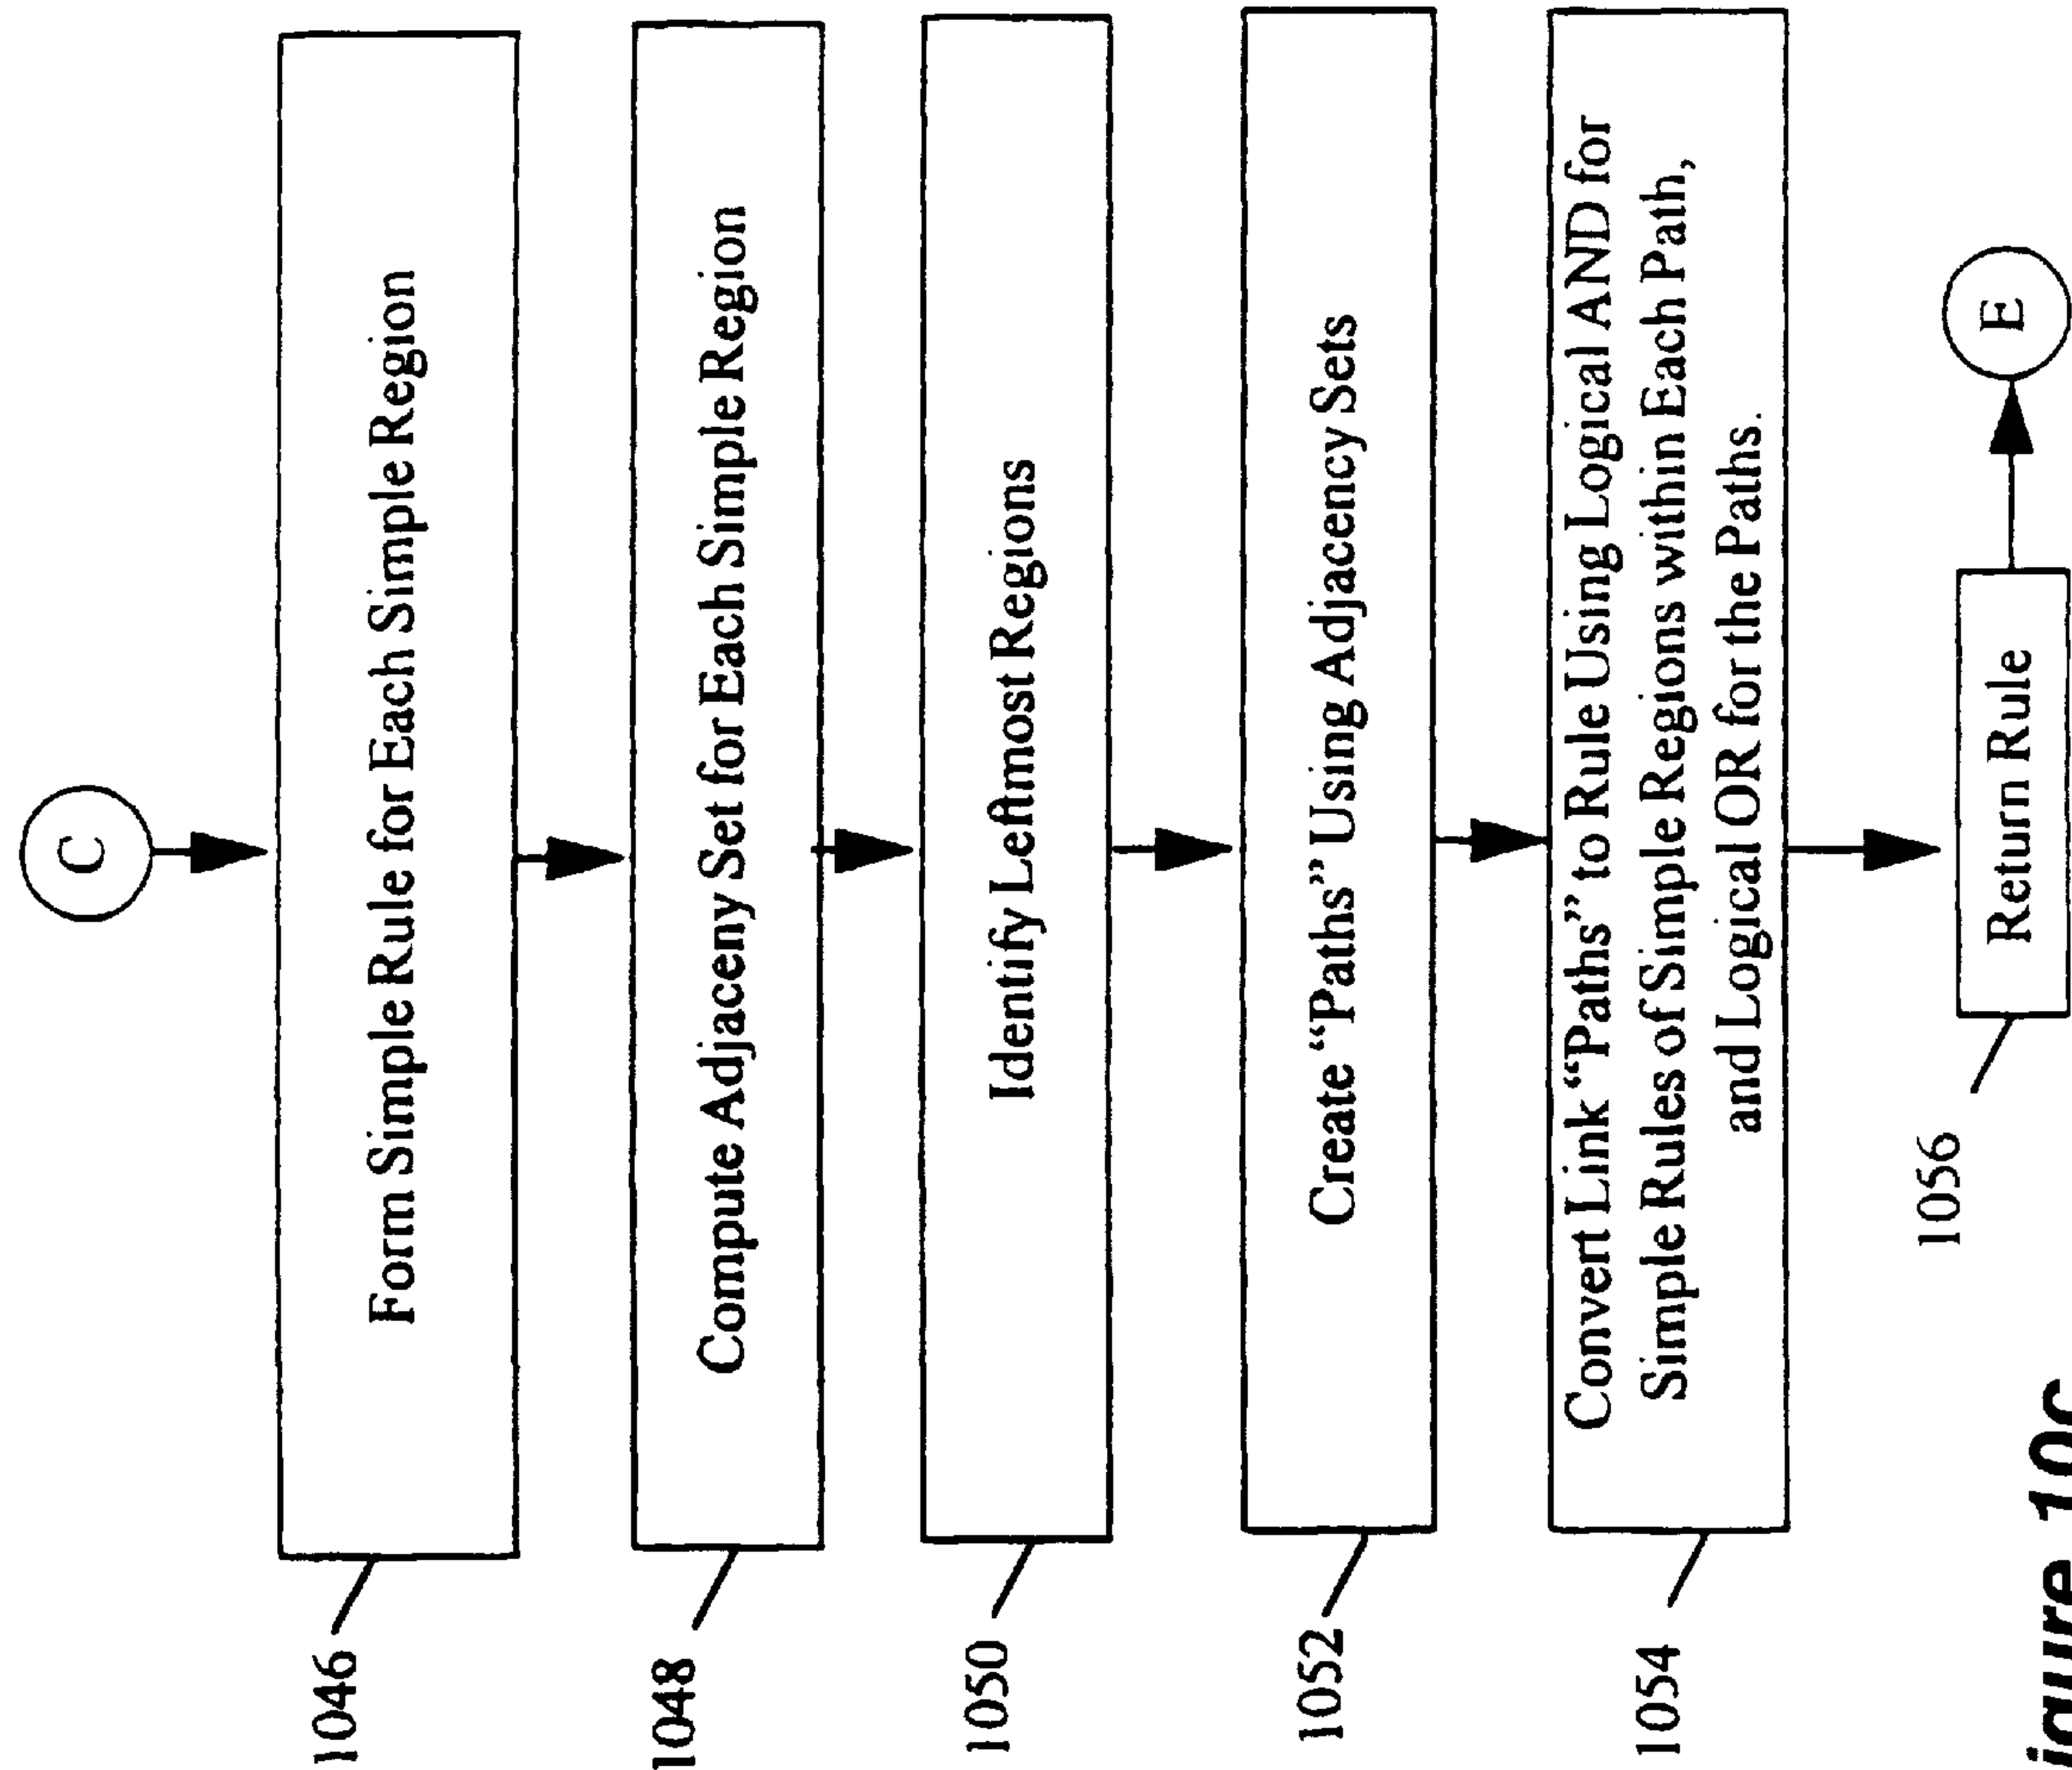 C
1046
Form Simple Rule for Each Simple Region
1048
Compute Adjaceny Set for Each Simple Region
1050
Identify Leftmost Regions
1052
Create “Paths” Using Adjacency Sets
1054
Convert Link “Paths” to Rule Using Logical AND for
Simple Rules of Simple Regions within Each Path,
and Logical OR for the Paths.
1056
Return Rule
E